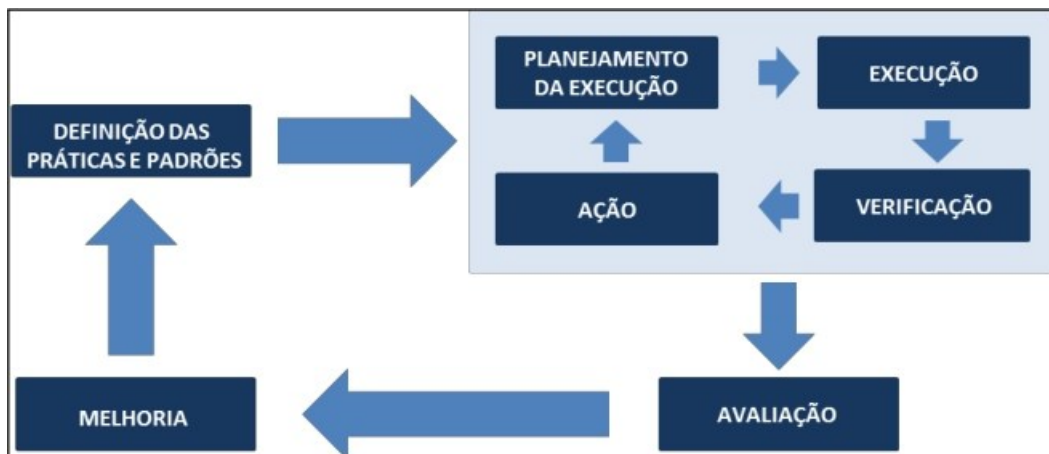 PLANEJAMENTO
DA EXECUÇÃO
EXECUÇÃO
DEFINIÇÃO DAS
PRÁTICAS E PADRÕES
AÇÃO
VERIFICAÇÃO
MELHORIA
AVALIAÇÃO